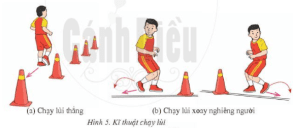 Cánh Diều
(a) Chạy lùi thẳng
(b) Chạy lùi xoay nghiêng người
Hình 5. Kĩ thuật chạy lùi